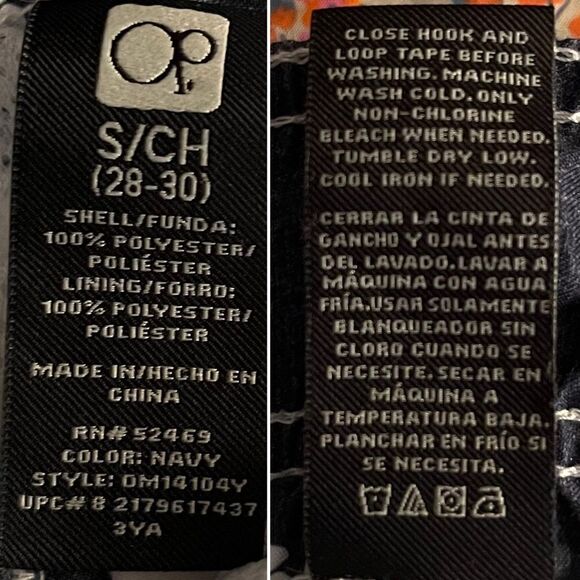 Op
S/CH
(28-30)
SHELL/FUNDA:
100% POLYESTER/
POLIÉSTER
LINING/FORRO:
100% POLYESTER/
POLIÉSTER
MADE IN/HECHO EN
CHINA
RN# 52469
COLOR: NAVY
STYLE: OM14104Y
UPC# 8 2179617437
3YA
CLOSE HOOK AND
LOOP TAPE BEFORE
WASHING. MACHINE
WASH COLD. ONLY
NON-CHLORINE
BLEACH WHEN NEEDED.
TUMBLE DRY LOW.
COOL IRON IF NEEDED.
CERRAR LA CINTA DE
GANCHO Y OJAL ANTES
DEL LAVADO. LAVAR A
MÁQUINA CON AGUA
FRÍA. USAR SOLAMENTE
BLANQUEADOR SIN
CLORO CUANDO SE
NECESITE. SECAR EN
MÁQUINA A
TEMPERATURA BAJA.
PLANCHAR EN FRÍO SI
SE NECESITA.